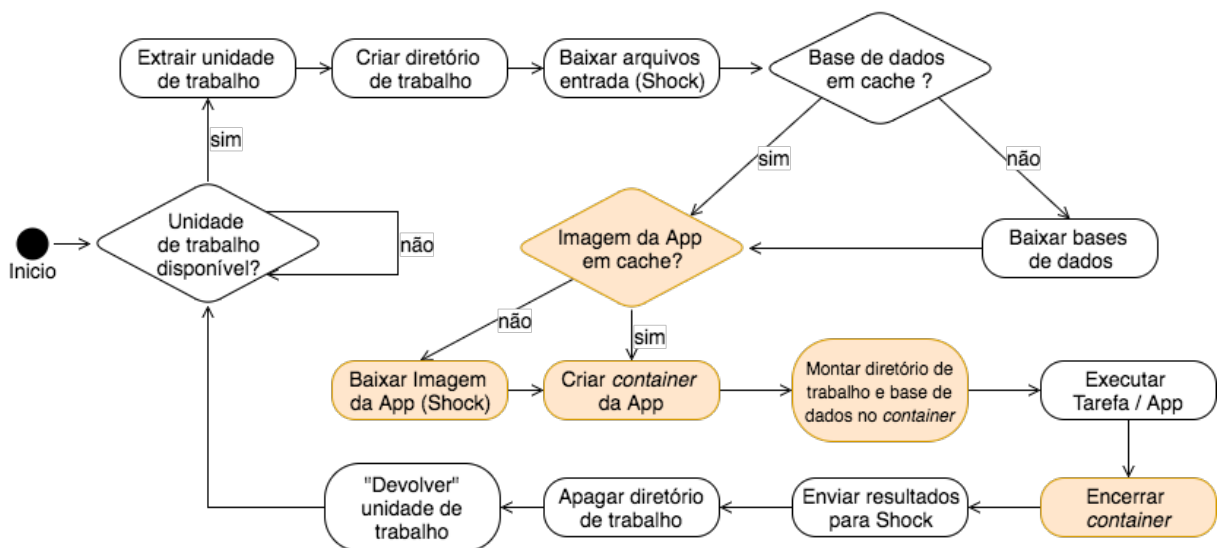 Extrair unidade
de trabalho
Criar diretório
de trabalho
Baixar arquivos
entrada (Shock)
Base de dados
em cache ?
sim
sim
não
Unidade
de trabalho
disponível?
não
Inicio
Imagem da App
em cache?
Baixar bases
de dados
não
sim
Baixar Imagem
da App (Shock)
Criar container
da App
Montar diretório de
trabalho e base de
dados no container
Executar
Tarefa / App
"Devolver"
unidade de
trabalho
Apagar diretório
de trabalho
Enviar resultados
para Shock
Encerrar
container